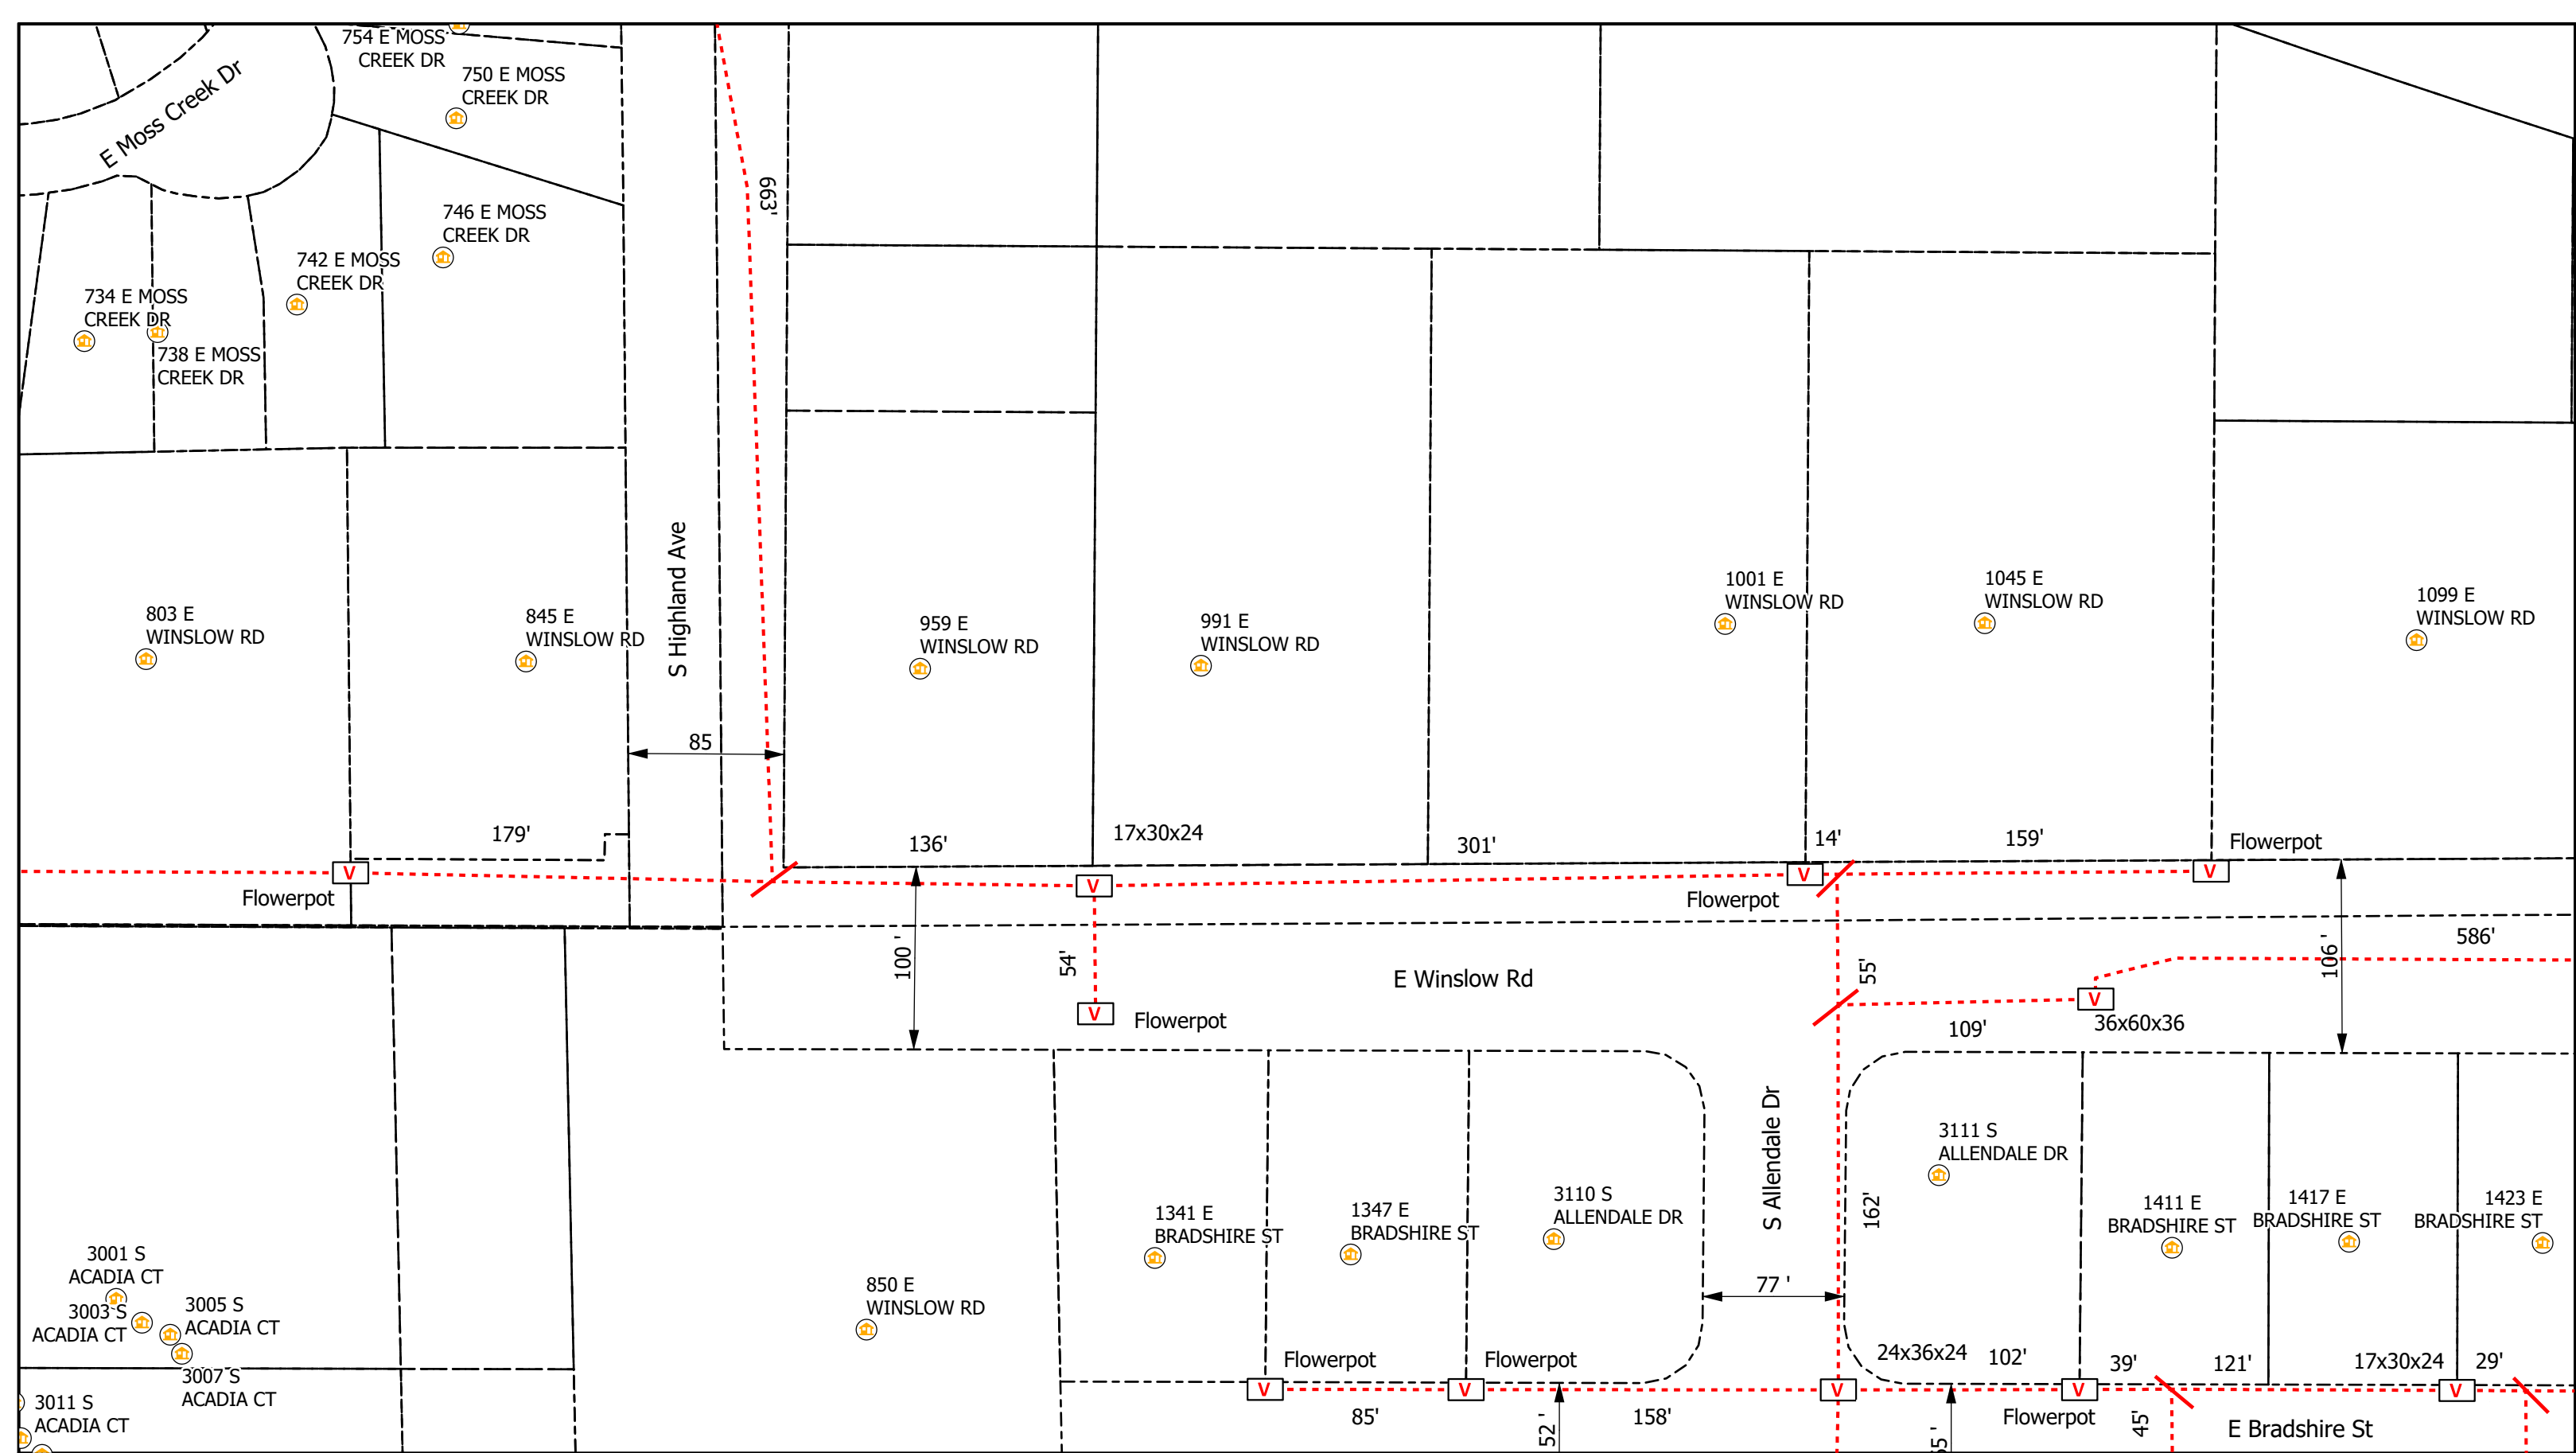 754 E MOSS
CREEK DR
750 E MOSS
CREEK DR
E Moss Creek Dr
746 E MOSS
CREEK DR
742 E MOSS
CREEK DR
734 E MOSS
CREEK DR
738 E MOSS
CREEK DR
663'
803 E
WINSLOW RD
845 E
WINSLOW RD
S Highland Ave
959 E
WINSLOW RD
991 E
WINSLOW RD
1001 E
WINSLOW RD
1045 E
WINSLOW RD
1099 E
WINSLOW RD
85
179'
136'
17x30x24
301'
14'
159'
Flowerpot
V
V
V
V
Flowerpot
Flowerpot
100 '
54'
E Winslow Rd
55'
106 '
586'
V
Flowerpot
V
36x60x36
109'
S Allendale Dr
3111 S
ALLENDALE DR
162'
3110 S
ALLENDALE DR
1341 E
BRADSHIRE ST
1347 E
BRADSHIRE ST
1411 E
BRADSHIRE ST
1417 E
BRADSHIRE ST
1423 E
BRADSHIRE ST
3001 S
ACADIA CT
3003 S
ACADIA CT
3005 S
ACADIA CT
3007 S
ACADIA CT
3011 S
ACADIA CT
850 E
WINSLOW RD
77 '
Flowerpot
Flowerpot
24x36x24
102'
39'
121'
17x30x24
29'
V
V
V
V
V
85'
52 '
158'
Flowerpot
45'
E Bradshire St